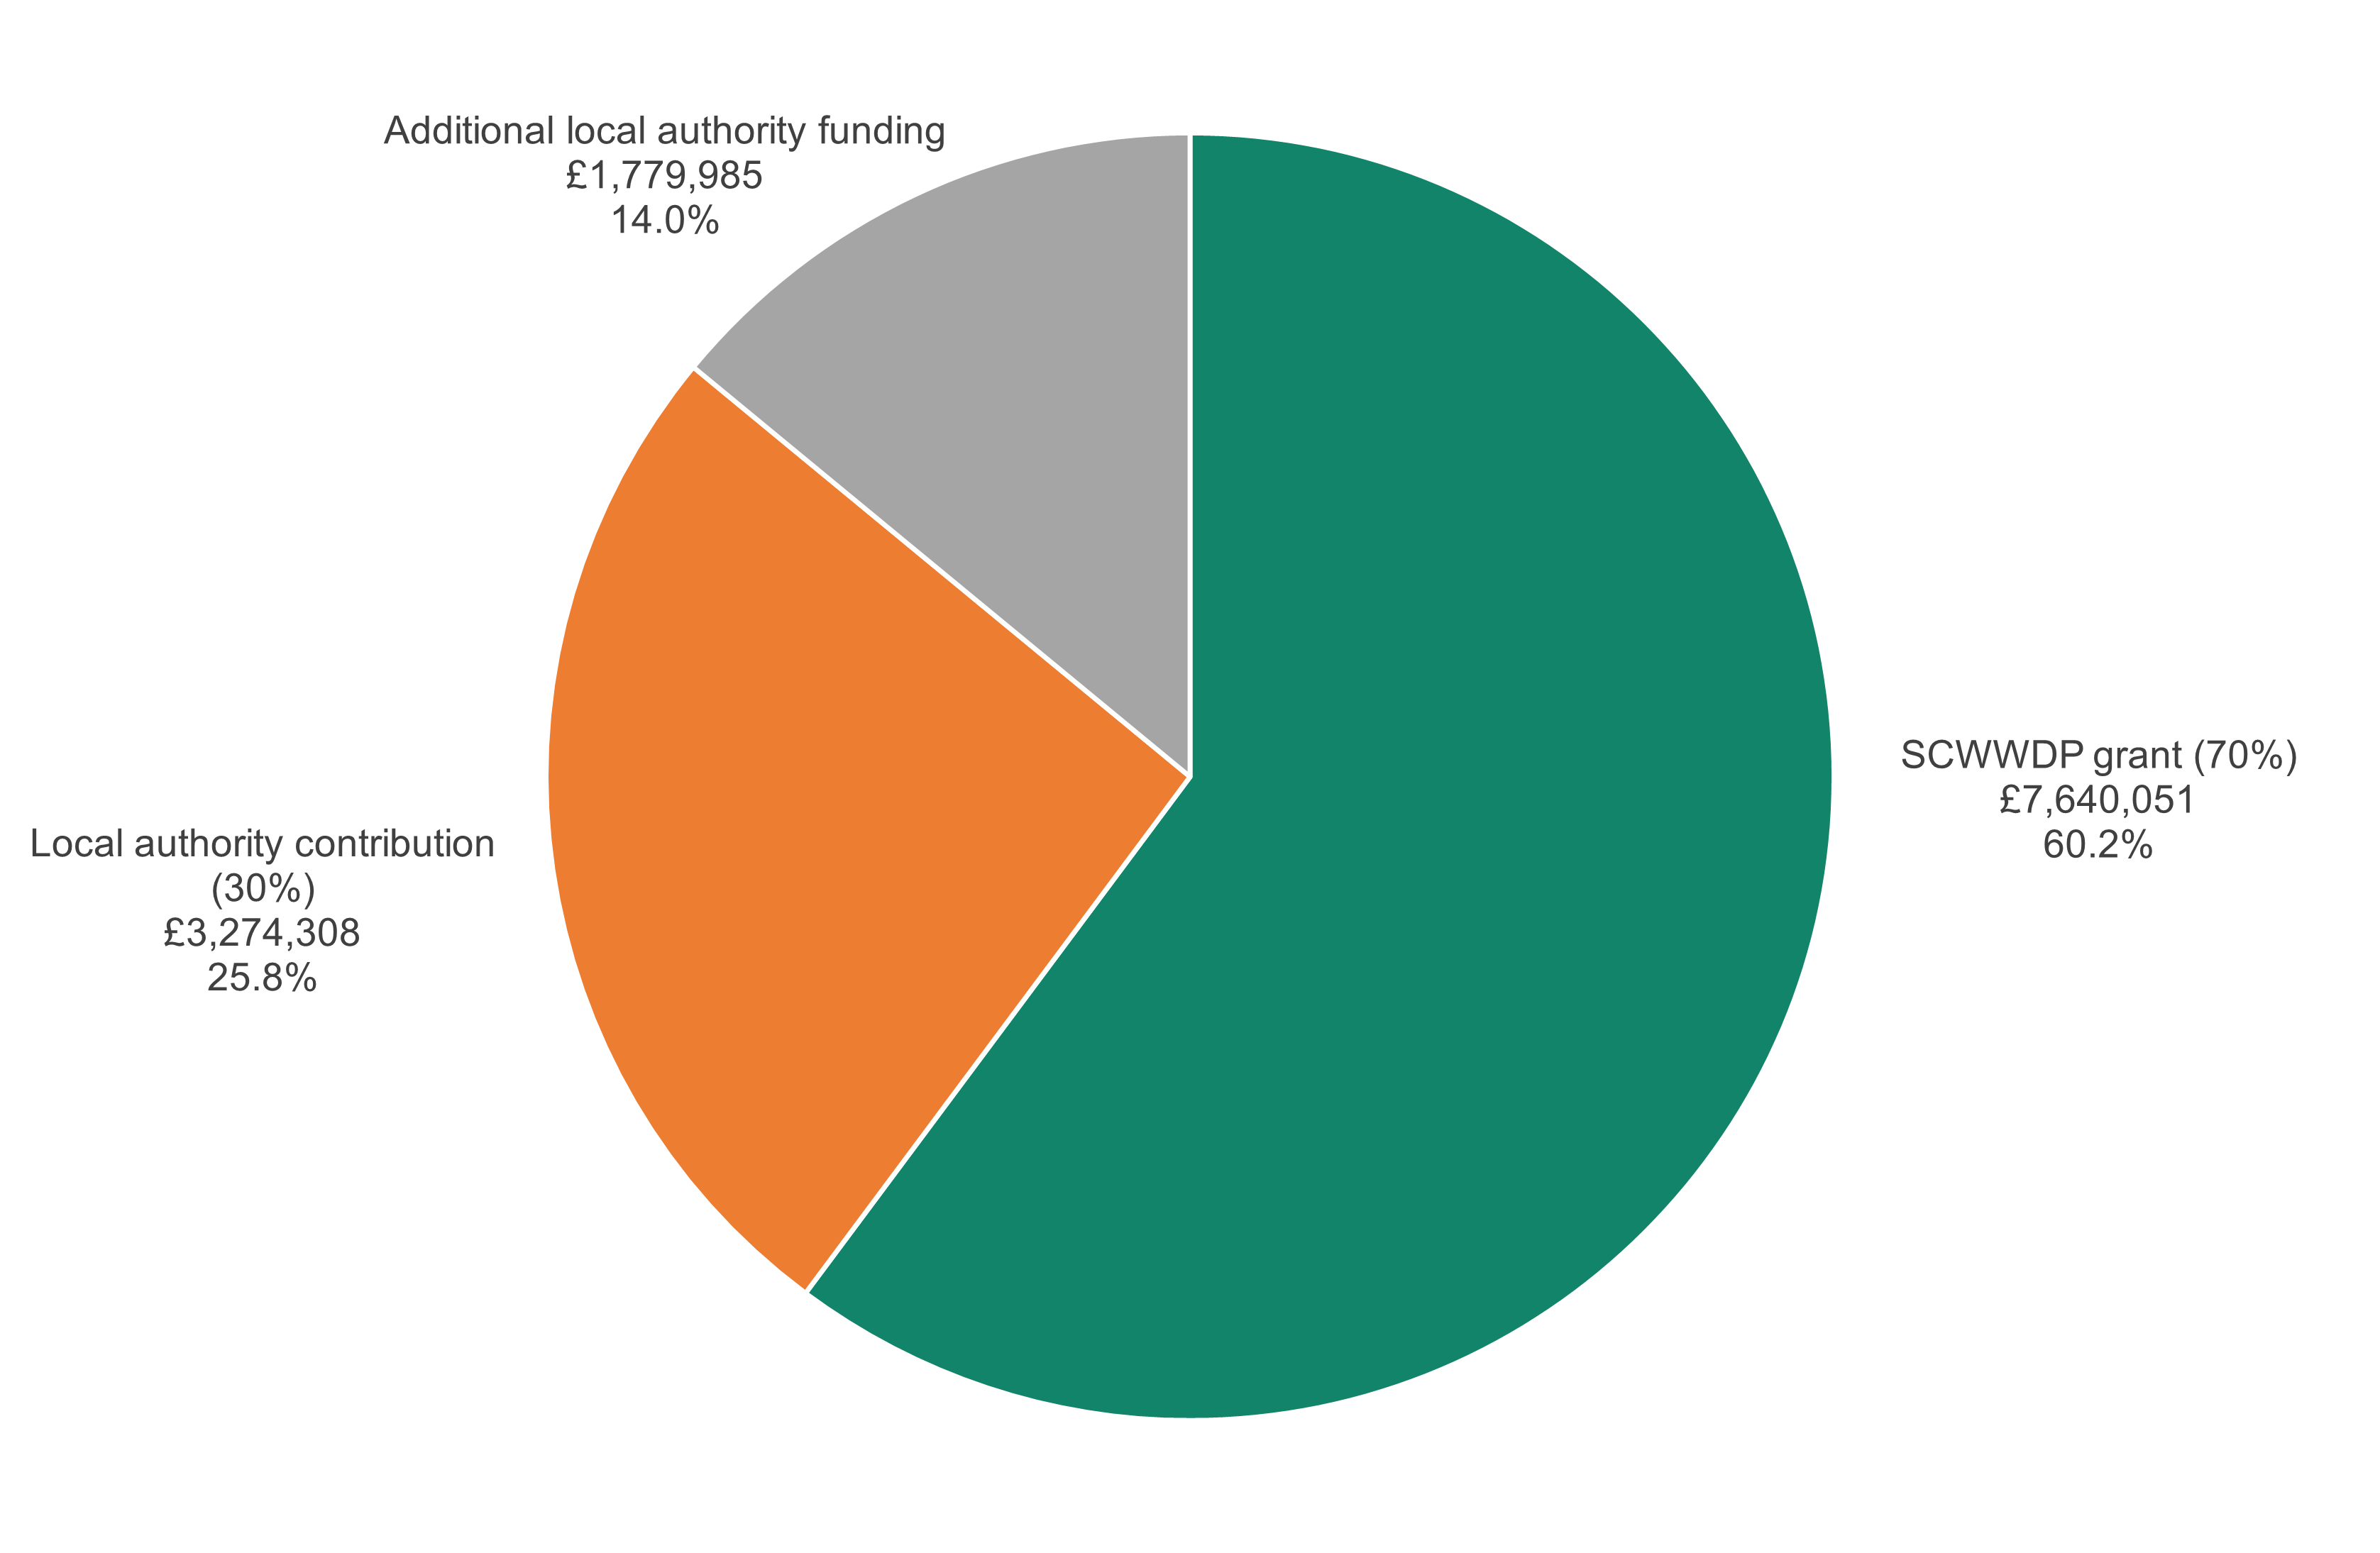 Additional local authority funding
£1,779,985
14.0%
SCWWDP grant (70%)
£7,640,051
60.2%
Local authority contribution
(30%)
£3,274,308
25.8%